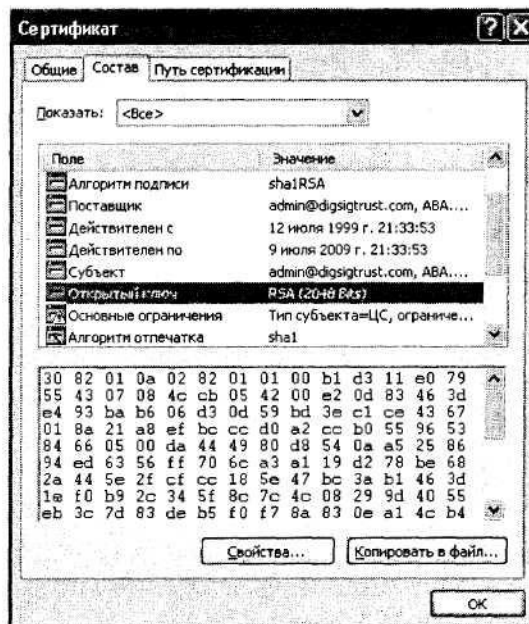 Сертификат
Общие Состав Путь сертификации
Показать: <Все>
Поле Значение
Алгоритм подписи sha1RSA
Поставщик admin@digsigtrust.com, ABA....
Действителен с 12 июля 1999 г. 21:33:53
Действителен по 9 июля 2009 г. 21:33:53
Субъект admin@digsigtrust.com, ABA....
Открытый ключ RSA (2048 Bits)
Основные ограничения Тип субъекта=ЦС, ограниче...
Алгоритм отпечатка sha1
30 82 01 0a 02 82 01 01 00 b1 d3 11 e0 79
55 43 07 08 4c cb 05 42 00 e2 0d 83 46 3d
e4 93 ba b6 06 d3 0d 59 bd 3e c1 ce 43 67
01 8a 21 a8 ef bc cc d0 a2 cc b0 55 96 53
84 66 05 00 da 44 49 80 d8 54 0a a5 25 86
94 ed 63 56 ff 70 6c a3 a1 19 d2 78 be 68
2a 44 5e 2f cf cc 18 5e 47 bc 3a b1 46 3d
1e f0 b9 2c 34 5f 8c 7c 4c 08 29 9d 40 55
eb 3c 7d 83 de b5 f0 f7 8a 83 0e a1 4c b4
Свойства... Копировать в файл...
OK